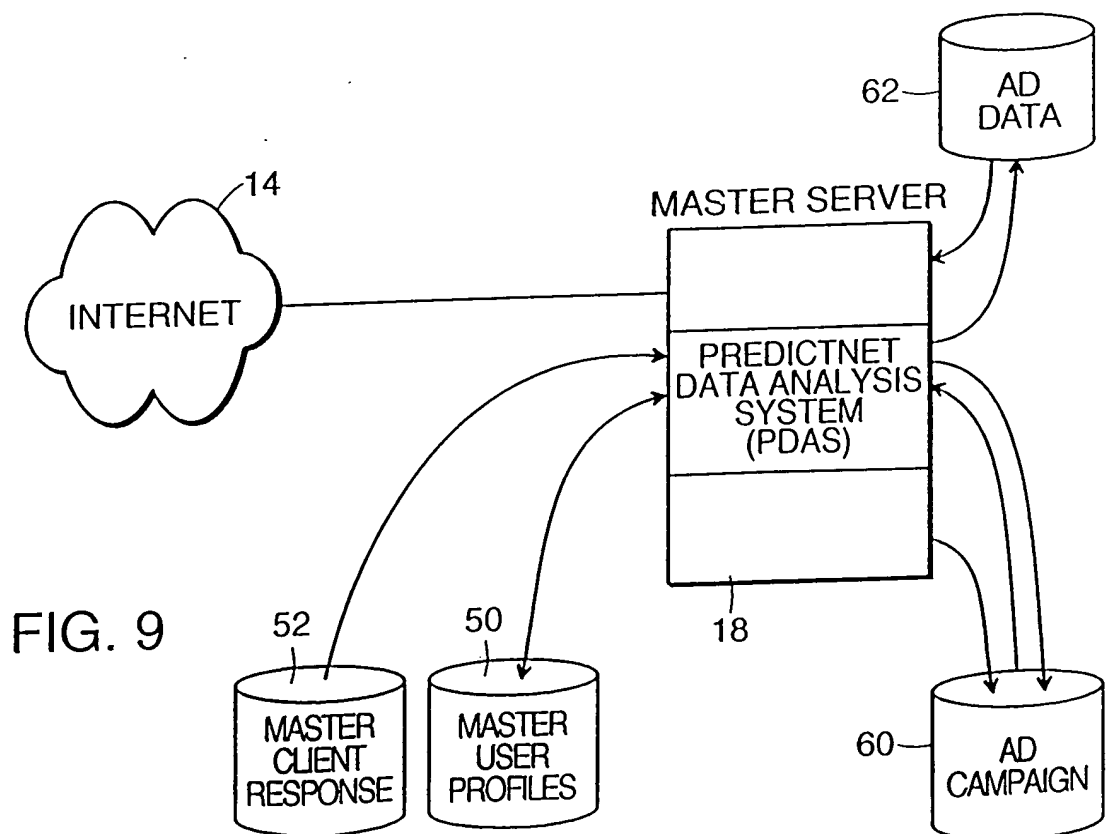 62
AD
DATA
14
MASTER SERVER
INTERNET
PREDICTNET
DATA ANALYSIS
SYSTEM
(PDAS)
FIG. 9
52
50
18
MASTER
CLIENT
RESPONSE
MASTER
USER
PROFILES
60
AD
CAMPAIGN